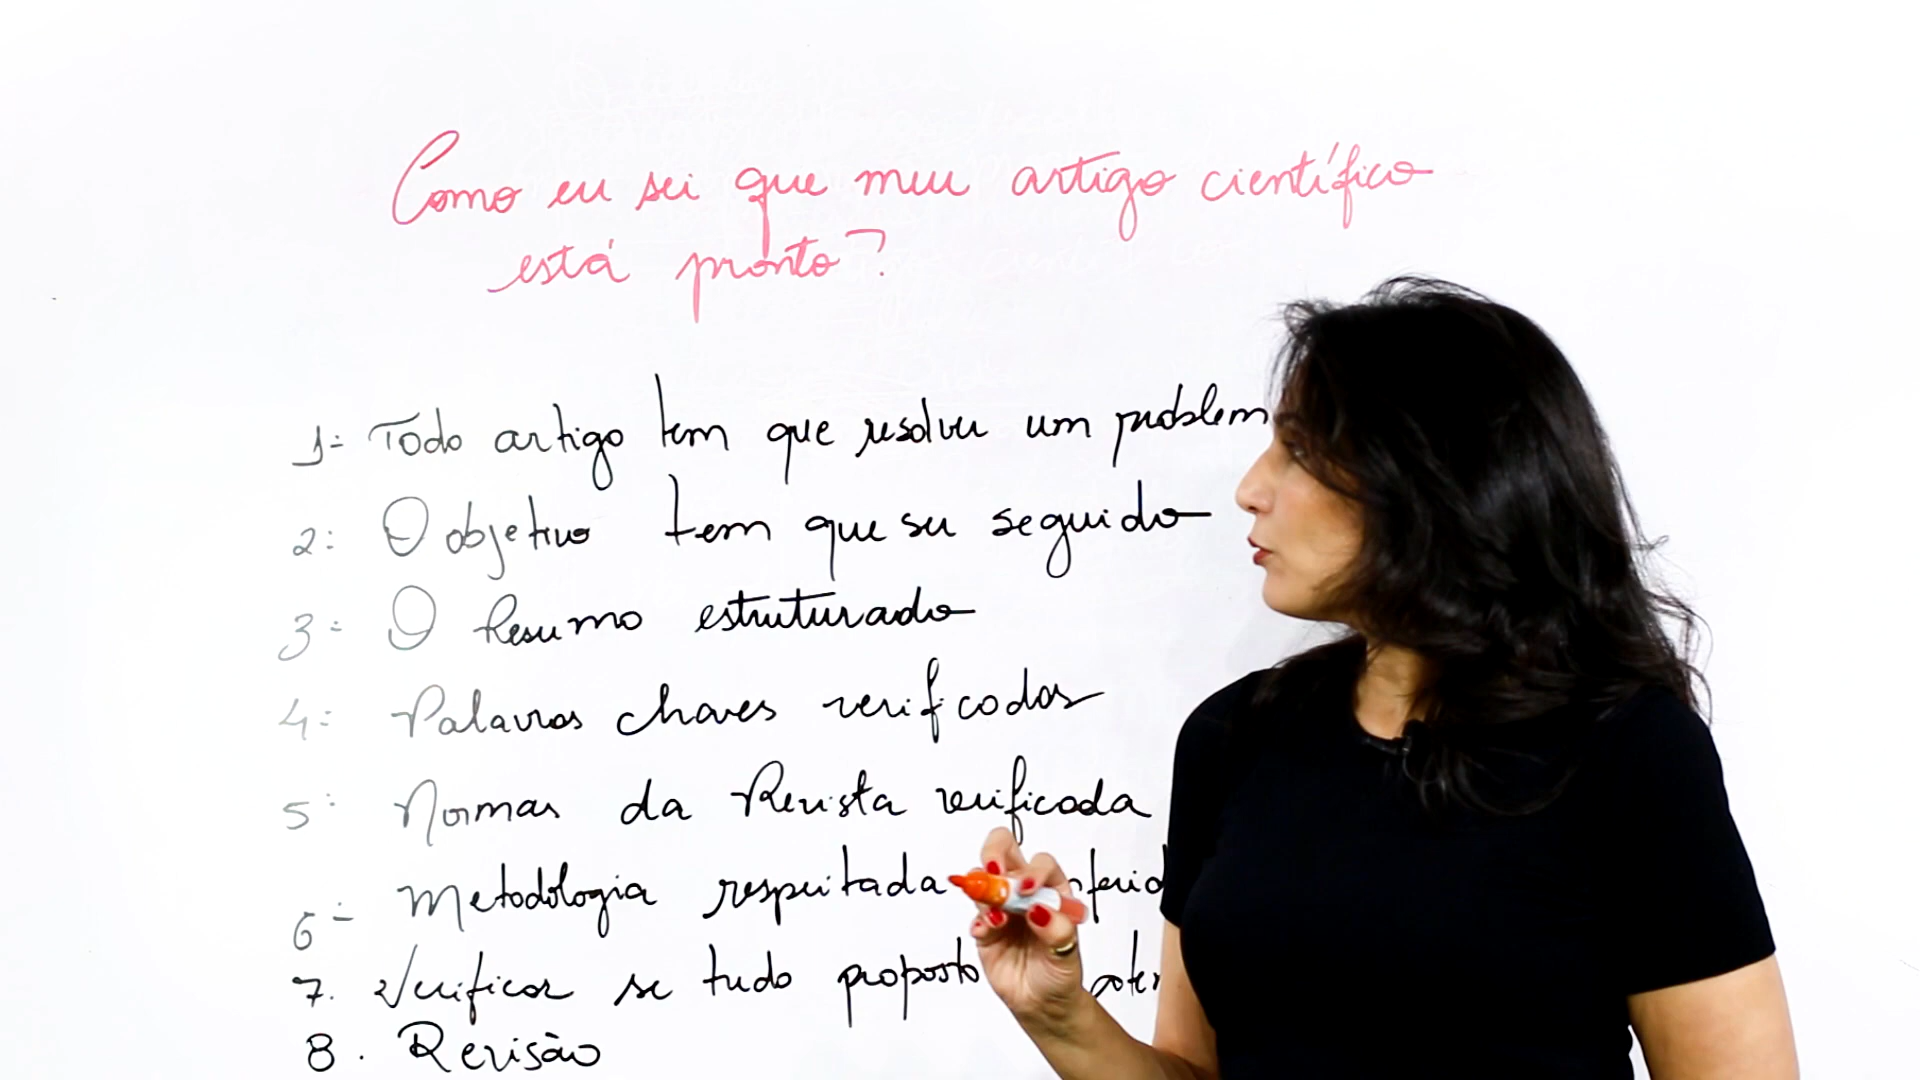 Como eu sei que meu artigo científico
está pronto?
1- Todo artigo tem que resolver um problem
2- O objetivo tem que ser seguido
3- O Resumo estruturado
4- Palavras chaves verificados
5- Normas da Revista verificada
6- Metodologia respeitada
7. Verificar se tudo proposto
8. Revisão